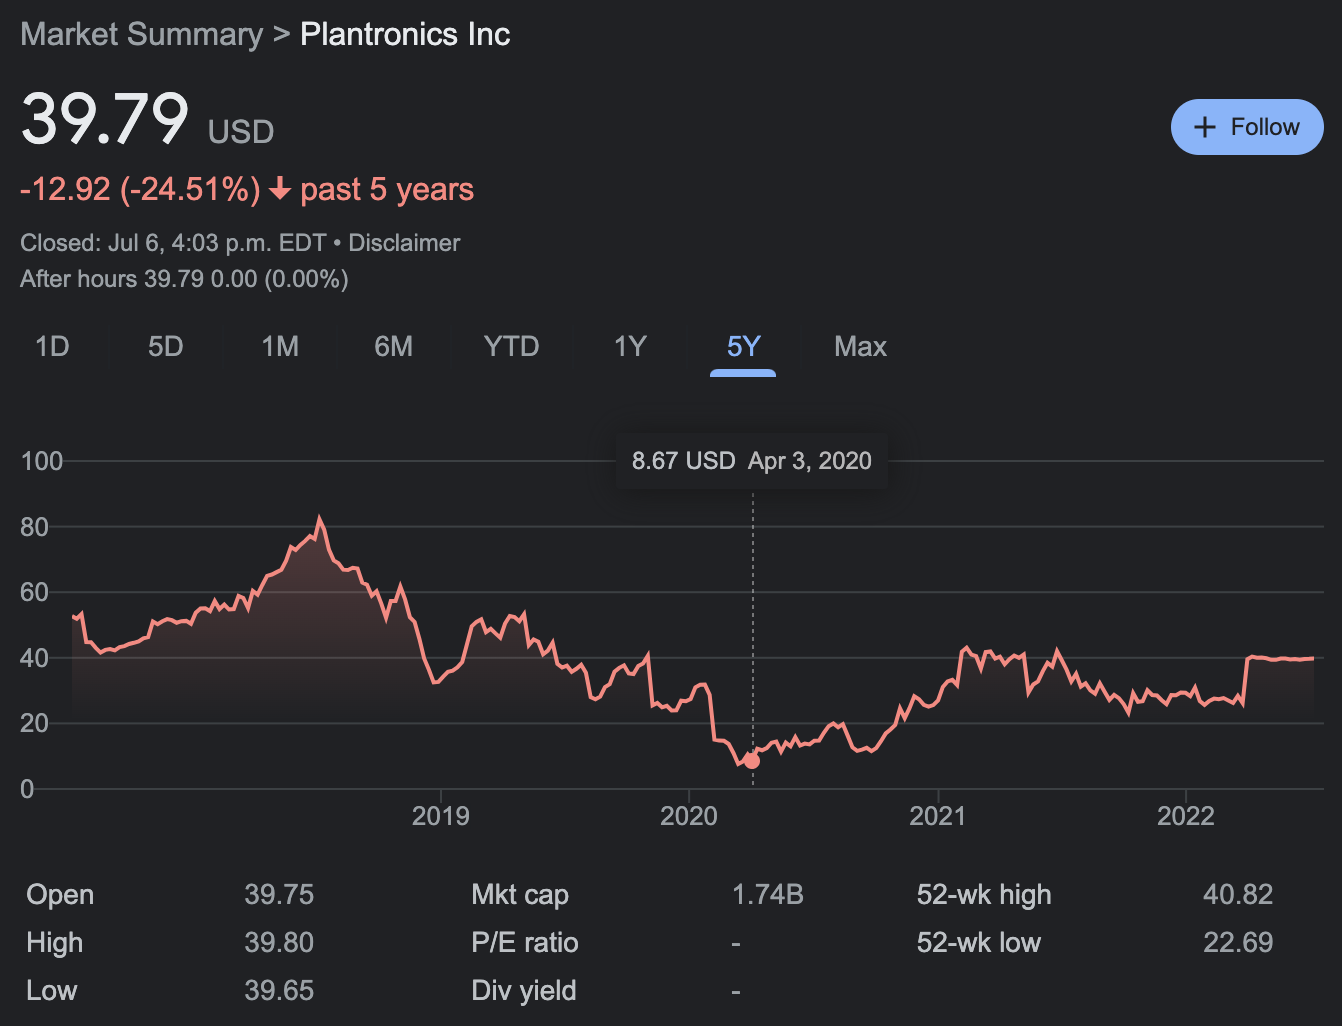 Market Summary > Plantronics Inc
39.79 USD
+ Follow
-12.92 (-24.51%) ↓ past 5 years
Closed: Jul 6, 4:03 p.m. EDT • Disclaimer
After hours 39.79 0.00 (0.00%)
1D 5D 1M 6M YTD 1Y 5Y Max
8.67 USD Apr 3, 2020
100
80
60
40
20
0
2019 2020 2021 2022
Open 39.75 Mkt cap 1.74B 52-wk high 40.82
High 39.80 P/E ratio - 52-wk low 22.69
Low 39.65 Div yield -